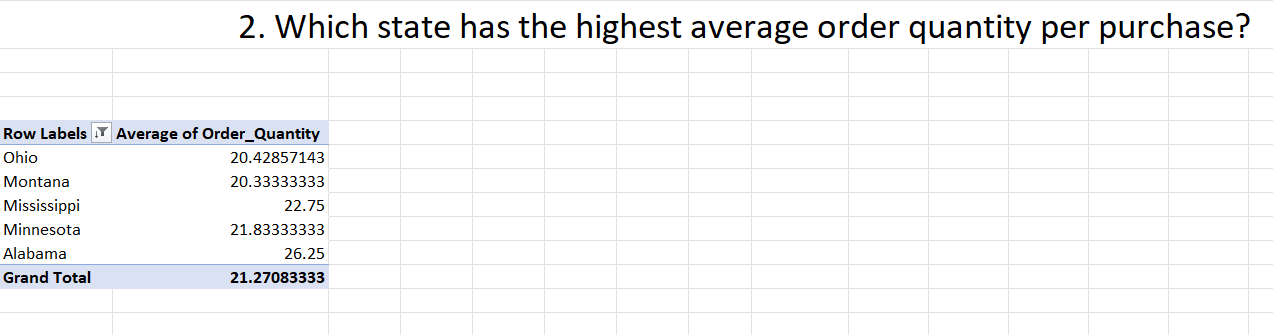 2. Which state has the highest average order quantity per purchase?
Row Labels Average of Order_Quantity
Ohio 20.42857143
Montana 20.33333333
Mississippi 22.75
Minnesota 21.83333333
Alabama 26.25
Grand Total 21.27083333